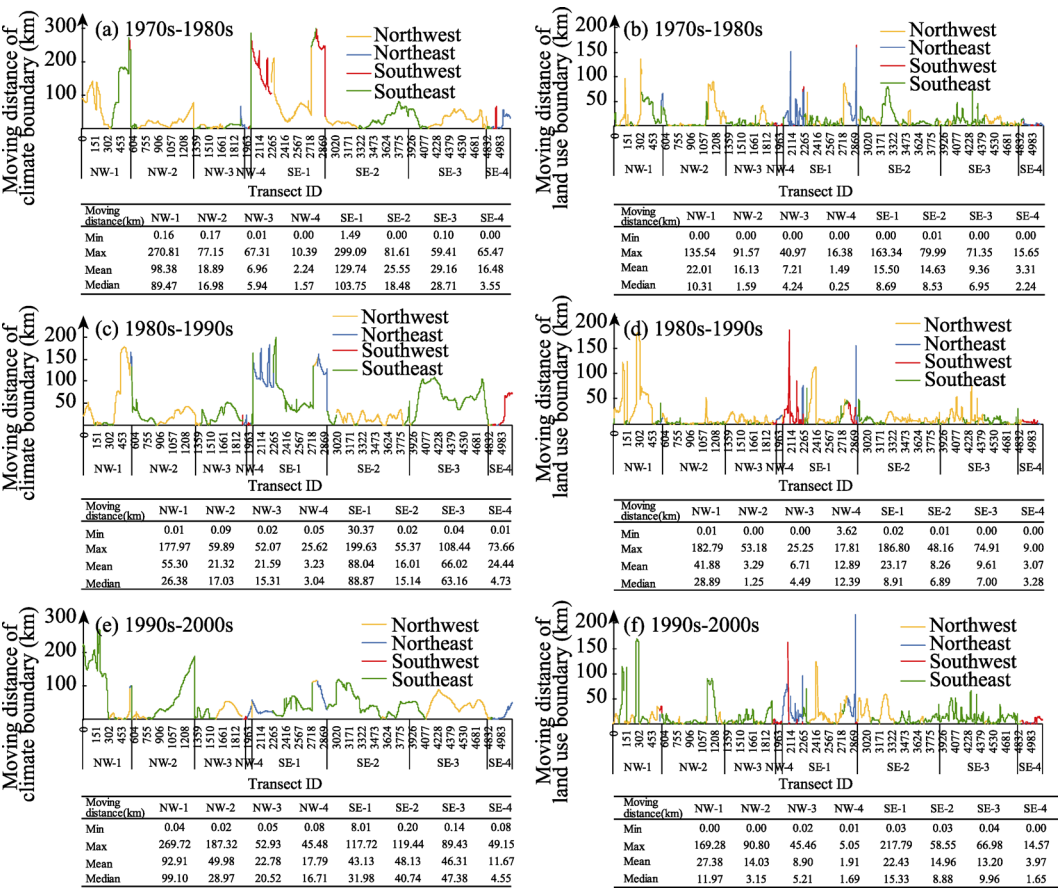 Moving distance of
climate boundary (km)
(a) 1970s-1980s
300
200
100
Northwest
Northeast
Southwest
Southeast
0 151 302 453 604 755 906 1057 1208 1359 1510 1661 1812 1963 2114 2265 2416 2567 2718 2869 3020 3171 3322 3473 3624 3775 3926 4077 4228 4379 4530 4681 4832 4983
NW-1 NW-2 NW-3 NW-4 SE-1 SE-2 SE-3 SE-4
Transect ID
Moving distance(km) NW-1 NW-2 NW-3 NW-4 SE-1 SE-2 SE-3 SE-4
Min 0.16 0.17 0.01 0.00 1.49 0.00 0.10 0.00
Max 270.81 77.15 67.31 10.39 299.09 81.61 59.41 65.47
Mean 98.38 18.89 6.96 2.24 129.74 25.55 29.16 16.48
Median 89.47 16.98 5.94 1.57 103.75 18.48 28.71 3.55
Moving distance of
land use boundary (km)
(b) 1970s-1980s
200
150
100
50
Northwest
Northeast
Southwest
Southeast
0 151 302 453 604 755 906 1057 1208 1359 1510 1661 1812 1963 2114 2265 2416 2567 2718 2869 3020 3171 3322 3473 3624 3775 3926 4077 4228 4379 4530 4681 4832 4983
NW-1 NW-2 NW-3 NW-4 SE-1 SE-2 SE-3 SE-4
Transect ID
Moving distance(km) NW-1 NW-2 NW-3 NW-4 SE-1 SE-2 SE-3 SE-4
Min 0.00 0.00 0.00 0.00 0.00 0.01 0.00 0.00
Max 135.54 91.57 40.97 16.38 163.34 79.99 71.35 15.65
Mean 22.01 16.13 7.21 1.49 15.50 14.63 9.36 3.31
Median 10.31 1.59 4.24 0.25 8.69 8.53 6.95 2.24
Moving distance of
climate boundary (km)
(c) 1980s-1990s
200
150
100
50
Northwest
Northeast
Southwest
Southeast
0 151 302 453 604 755 906 1057 1208 1359 1510 1661 1812 1963 2114 2265 2416 2567 2718 2869 3020 3171 3322 3473 3624 3775 3926 4077 4228 4379 4530 4681 4832 4983
NW-1 NW-2 NW-3 NW-4 SE-1 SE-2 SE-3 SE-4
Transect ID
Moving distance(km) NW-1 NW-2 NW-3 NW-4 SE-1 SE-2 SE-3 SE-4
Min 0.01 0.09 0.02 0.05 30.37 0.02 0.04 0.01
Max 177.97 59.89 52.07 25.62 199.63 55.37 108.44 73.66
Mean 55.30 21.32 21.59 3.23 88.04 16.01 66.02 24.44
Median 26.38 17.03 15.31 3.04 88.87 15.14 63.16 4.73
Moving distance of
land use boundary (km)
(d) 1980s-1990s
200
150
100
50
Northwest
Northeast
Southwest
Southeast
0 151 302 453 604 755 906 1057 1208 1359 1510 1661 1812 1963 2114 2265 2416 2567 2718 2869 3020 3171 3322 3473 3624 3775 3926 4077 4228 4379 4530 4681 4832 4983
NW-1 NW-2 NW-3 NW-4 SE-1 SE-2 SE-3 SE-4
Transect ID
Moving distance(km) NW-1 NW-2 NW-3 NW-4 SE-1 SE-2 SE-3 SE-4
Min 0.01 0.00 0.00 3.62 0.02 0.01 0.00 0.00
Max 182.79 53.18 25.25 17.81 186.80 48.16 74.91 9.00
Mean 41.88 3.29 6.71 12.89 23.17 8.26 9.61 3.07
Median 28.89 1.25 4.49 12.39 8.91 6.89 7.00 3.28
Moving distance of
climate boundary (km)
(e) 1990s-2000s
300
200
100
Northwest
Northeast
Southwest
Southeast
0 151 302 453 604 755 906 1057 1208 1359 1510 1661 1812 1963 2114 2265 2416 2567 2718 2869 3020 3171 3322 3473 3624 3775 3926 4077 4228 4379 4530 4681 4832 4983
NW-1 NW-2 NW-3 NW-4 SE-1 SE-2 SE-3 SE-4
Transect ID
Moving distance(km) NW-1 NW-2 NW-3 NW-4 SE-1 SE-2 SE-3 SE-4
Min 0.04 0.02 0.05 0.08 8.01 0.20 0.14 0.08
Max 269.72 187.32 52.93 45.48 117.72 119.44 89.43 49.15
Mean 92.91 49.98 22.78 17.79 43.13 48.13 46.31 11.67
Median 99.10 28.97 20.52 16.71 31.98 40.74 47.38 4.55
Moving distance of
land use boundary (km)
(f) 1990s-2000s
200
150
100
50
Northwest
Northeast
Southwest
Southeast
0 151 302 453 604 755 906 1057 1208 1359 1510 1661 1812 1963 2114 2265 2416 2567 2718 2869 3020 3171 3322 3473 3624 3775 3926 4077 4228 4379 4530 4681 4832 4983
NW-1 NW-2 NW-3 NW-4 SE-1 SE-2 SE-3 SE-4
Transect ID
Moving distance(km) NW-1 NW-2 NW-3 NW-4 SE-1 SE-2 SE-3 SE-4
Min 0.00 0.00 0.02 0.01 0.03 0.03 0.04 0.00
Max 169.28 90.80 45.46 5.05 217.79 58.55 66.98 14.57
Mean 27.38 14.03 8.90 1.91 22.43 14.96 13.20 3.97
Median 11.97 3.15 5.21 1.69 15.33 8.88 9.96 1.65